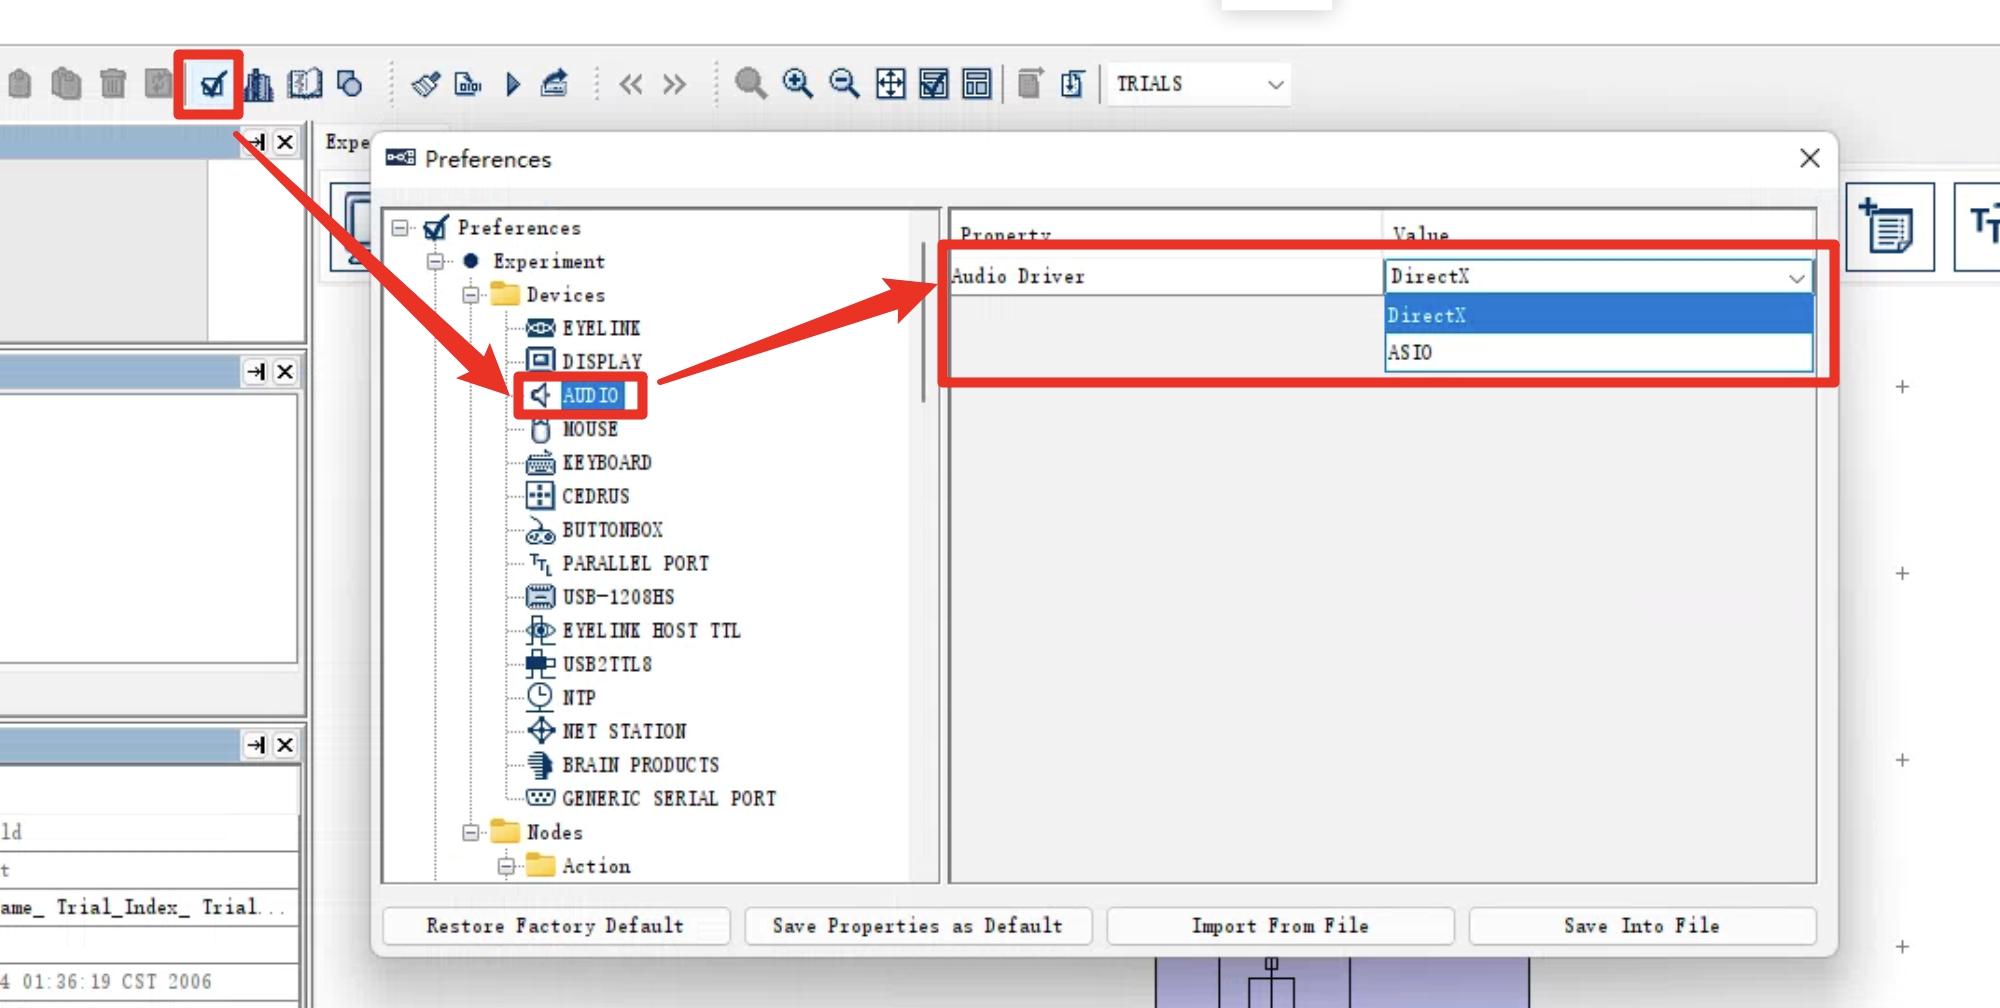 TRIALS
Expe
Preferences
Preferences
Experiment
Devices
EYELINK
DISPLAY
AUDIO
MOUSE
KEYBOARD
CEDRUS
BUTTONBOX
TTL PARALLEL PORT
USB-1208HS
EYELINK HOST TTL
USB2TTL8
NTP
NET STATION
BRAIN PRODUCTS
GENERIC SERIAL PORT
Nodes
Action
Property Value
Audio Driver DirectX
DirectX
ASIO
Restore Factory Default
Save Properties as Default
Import From File
Save Into File
ld
t
ame_ Trial_Index_ Trial...
4 01:36:19 CST 2006